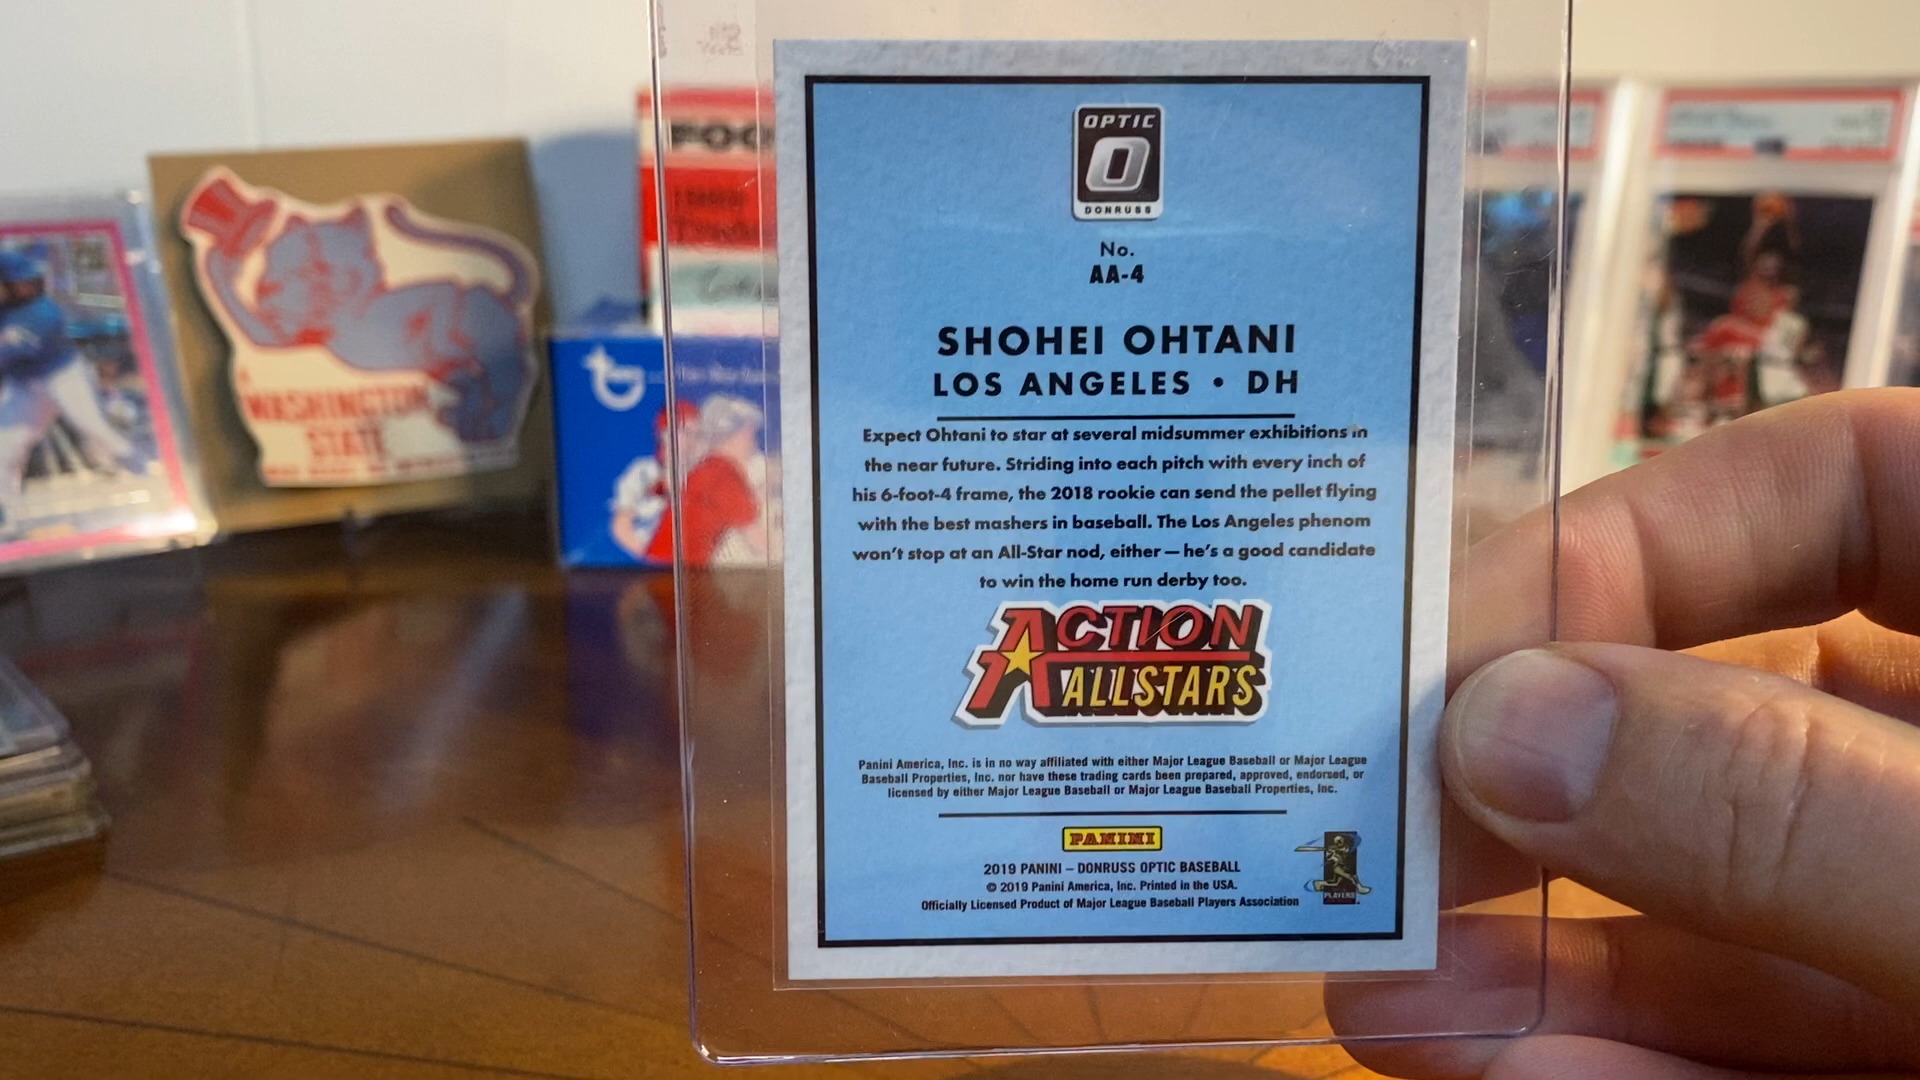 OPTIC
O
DONRUSS
No.
AA-4
SHOHEI OHTANI
LOS ANGELES • DH
Expect Ohtani to star at several midsummer exhibitions in
the near future. Striding into each pitch with every inch of
his 6-foot-4 frame, the 2018 rookie can send the pellet flying
with the best mashers in baseball. The Los Angeles phenom
won't stop at an All-Star nod, either — he's a good candidate
to win the home run derby too.
ACTION
ALLSTARS
Panini America, Inc. is in no way affiliated with either Major League Baseball or Major League
Baseball Properties, Inc. nor have these trading cards been prepared, approved, endorsed, or
licensed by either Major League Baseball or Major League Baseball Properties, Inc.
PANINI
2019 PANINI – DONRUSS OPTIC BASEBALL
© 2019 Panini America, Inc. Printed in the USA.
Officially Licensed Product of Major League Baseball Players Association
PLAYERS
WASHINGTON
STATE